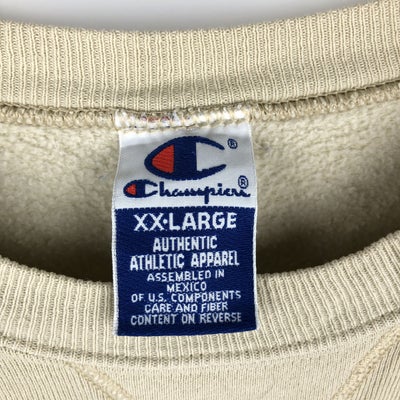 ®
Champion®
XX-LARGE
AUTHENTIC
ATHLETIC APPAREL
ASSEMBLED IN
MEXICO
OF U.S. COMPONENTS
CARE AND FIBER
CONTENT ON REVERSE